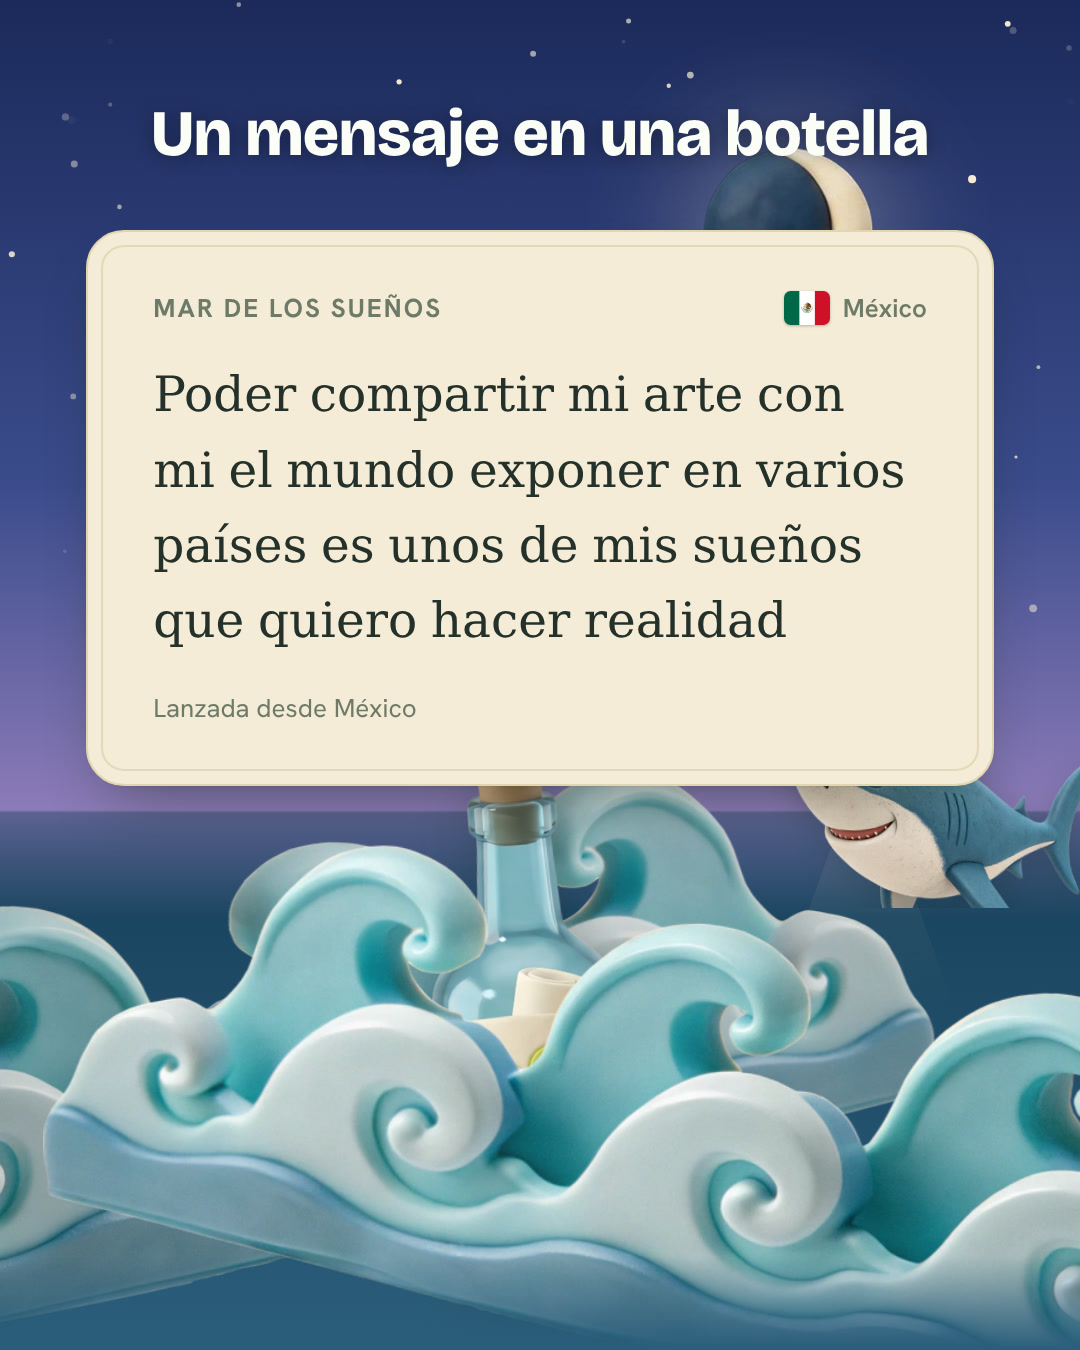 Un mensaje en una botella
MAR DE LOS SUEÑOS
México
Poder compartir mi arte con
mi el mundo exponer en varios
países es unos de mis sueños
que quiero hacer realidad
Lanzada desde México